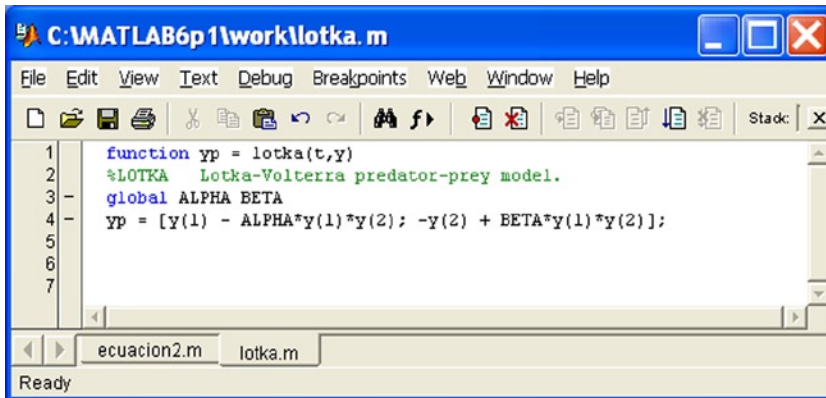 C:\MATLAB6p1\work\lotka.m
File Edit View Text Debug Breakpoints Web Window Help
Stack:
1 function yp = lotka(t,y)
2 %LOTKA   Lotka-Volterra predator-prey model.
3 - global ALPHA BETA
4 - yp = [y(1) - ALPHA*y(1)*y(2); -y(2) + BETA*y(1)*y(2)];
5
6
7
ecuacion2.m lotka.m
Ready